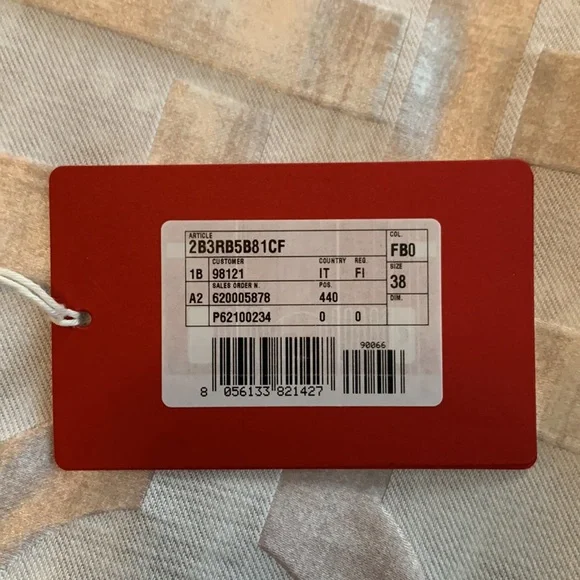 ARTICLE COL.
2B3RB5B81CF FB0
CUSTOMER COUNTRY REG. SIZE
1B 98121 IT FI 38
SALES ORDER N. POS. DIM.
A2 620005878 440
P62100234 0 0
90066
8 056133 821427